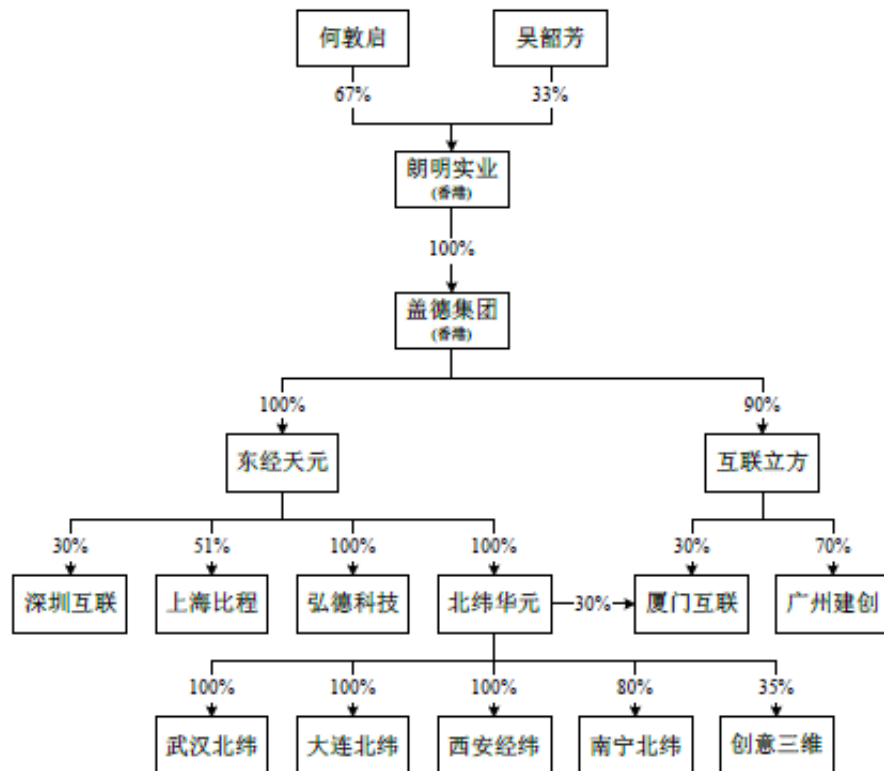 何敦启
吴韶芳
67%
33%
朗明实业
(香港)
100%
盖德集团
(香港)
100%
90%
东经天元
互联立方
30%
51%
100%
100%
30%
70%
深圳互联
上海比程
弘德科技
北纬华元
30%
厦门互联
广州建创
100%
100%
100%
80%
35%
武汉北纬
大连北纬
西安经纬
南宁北纬
创意三维